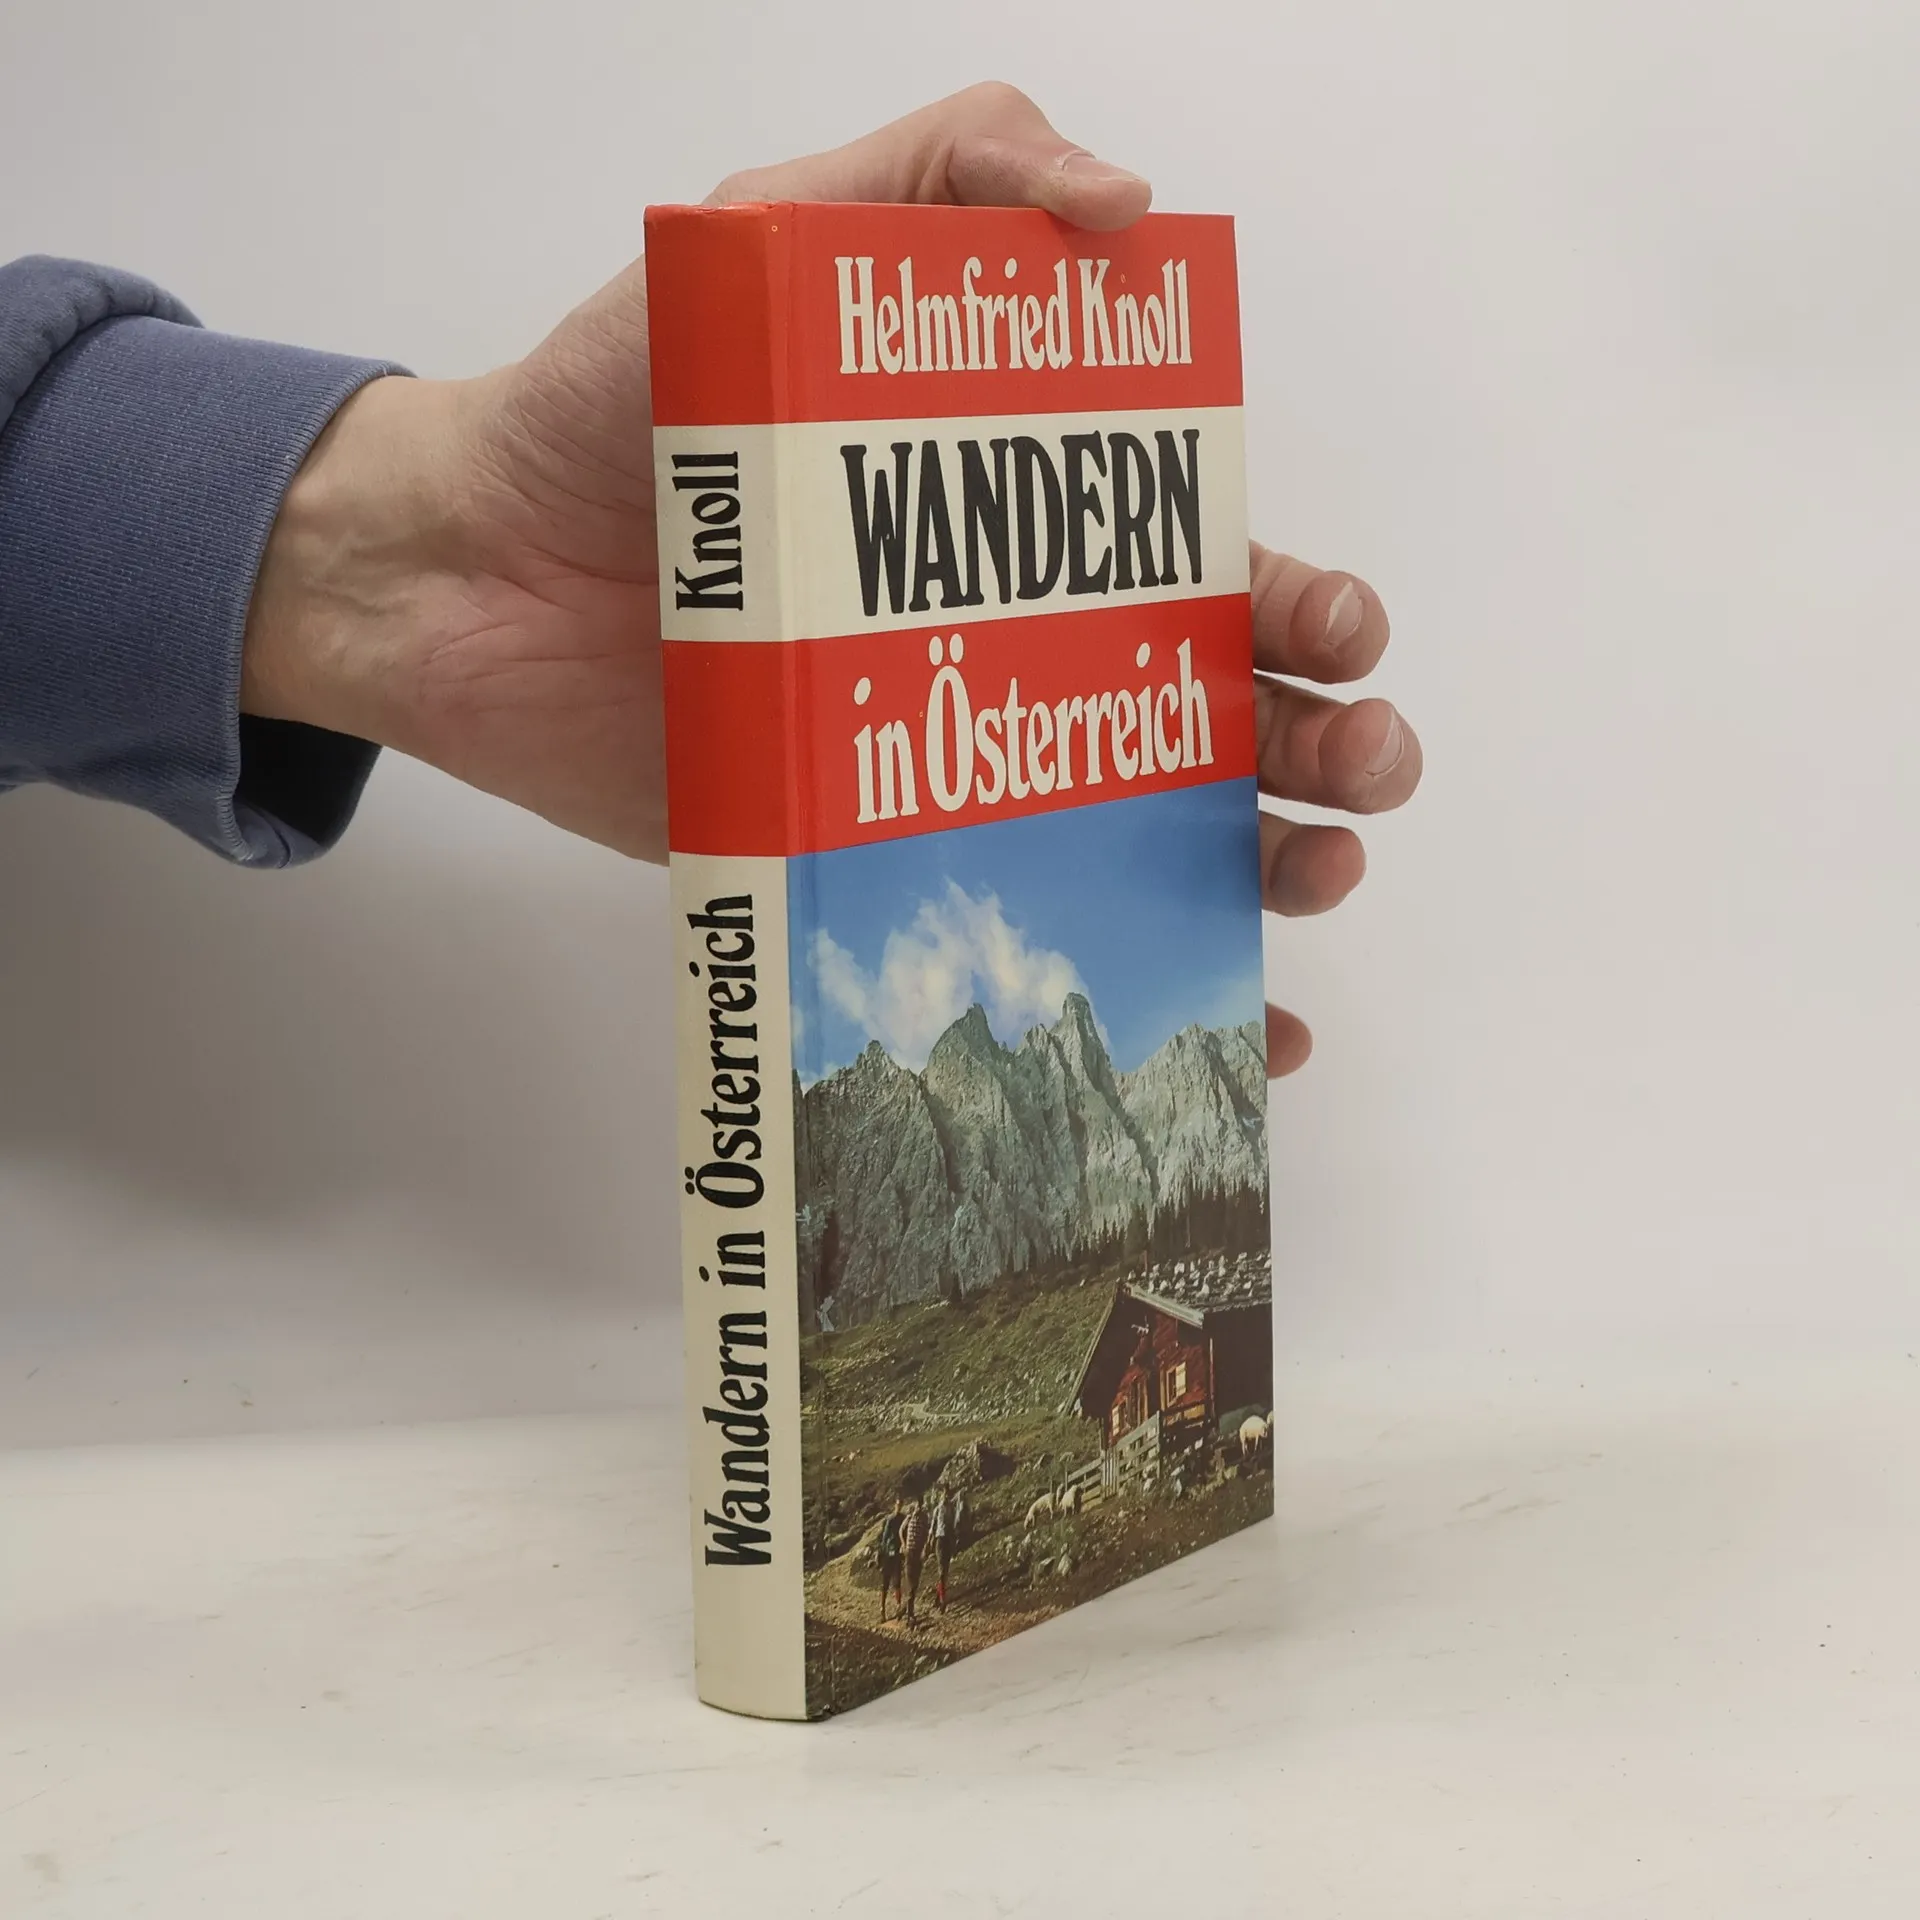 Helmfried Knoll
WANDERN
in Österreich
Knoll
Wandern in Österreich